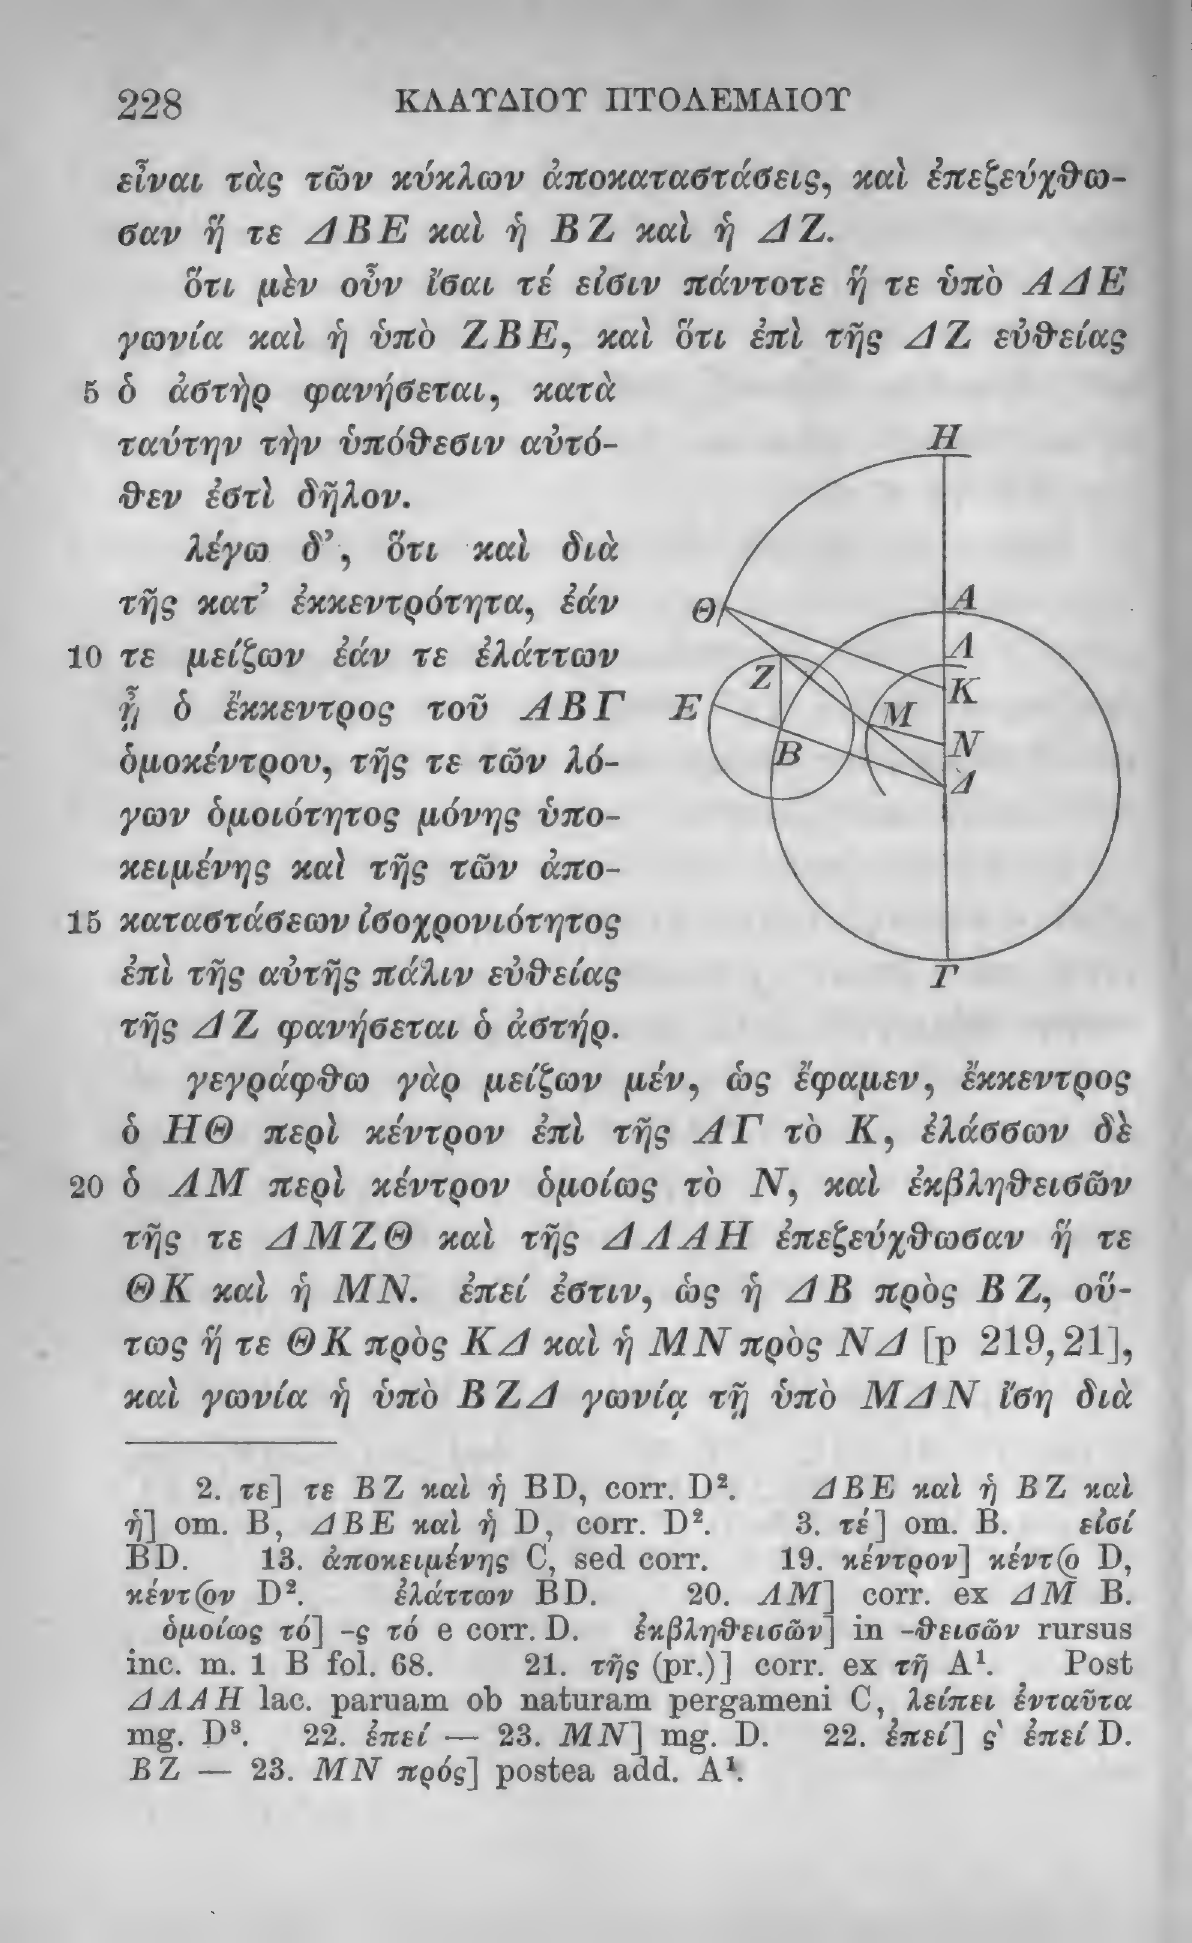 228 ΚΛΑΥΔΙΟΥ ΠΤΟΛΕΜΑΙΟΥ
εἶναι τὰς τῶν κύκλων ἀποκαταστάσεις, καὶ ἐπεζεύχθω-
σαν ἥ τε ΔΒΕ καὶ ἡ ΒΖ καὶ ἡ ΔΖ.
ὅτι μὲν οὖν ἴσαι τέ εἰσιν πάντοτε ἥ τε ὑπὸ ΑΔΕ
γωνία καὶ ἡ ὑπὸ ΖΒΕ, καὶ ὅτι ἐπὶ τῆς ΔΖ εὐθείας
5 ὁ ἀστὴρ φανήσεται, κατὰ
ταύτην τὴν ὑπόθεσιν αὐτό-
θεν ἐστὶ δῆλον.
λέγω δ', ὅτι καὶ διὰ
τῆς κατ' ἐκκεντρότητα, ἐάν
10 τε μείζων ἐάν τε ἐλάττων
ᾖ ὁ ἔκκεντρος τοῦ ΑΒΓ
ὁμοκέντρου, τῆς τε τῶν λό-
γων ὁμοιότητος μόνης ὑπο-
κειμένης καὶ τῆς τῶν ἀπο-
15 καταστάσεων ἰσοχρονιότητος
ἐπὶ τῆς αὐτῆς πάλιν εὐθείας
τῆς ΔΖ φανήσεται ὁ ἀστήρ.
Η
Θ
Α
Λ
Ζ
Κ
Ε
Μ
Ν
Β
Δ
Γ
γεγράφθω γὰρ μείζων μέν, ὡς ἔφαμεν, ἔκκεντρος
ὁ ΗΘ περὶ κέντρον ἐπὶ τῆς ΑΓ τὸ Κ, ἐλάσσων δὲ
20 ὁ ΛΜ περὶ κέντρον ὁμοίως τὸ Ν, καὶ ἐκβληθεισῶν
τῆς τε ΔΜΖΘ καὶ τῆς ΔΛΑΗ ἐπεζεύχθωσαν ἥ τε
ΘΚ καὶ ἡ ΜΝ. ἐπεί ἐστιν, ὡς ἡ ΔΒ πρὸς ΒΖ, οὕ-
τως ἥ τε ΘΚ πρὸς ΚΔ καὶ ἡ ΜΝ πρὸς ΝΔ [p 219,21],
καὶ γωνία ἡ ὑπὸ ΒΖΔ γωνίᾳ τῇ ὑπὸ ΜΔΝ ἴση διὰ
2. τε] τε ΒΖ καὶ ἡ BD, corr. D². ΔΒΕ καὶ ἡ ΒΖ καὶ
ἡ] om. B, ΔΒΕ καὶ ἡ D, corr. D². 3. τέ] om. B. εἰσί
BD. 13. ἀποκειμένης C, sed corr. 19. κέντρον] κέντρῳ D,
κέντρον D². ἐλάττων BD. 20. ΛΜ] corr. ex ΔΜ B.
ὁμοίως τό] -ς τό e corr. D. ἐκβληθεισῶν] in -θεισῶν rursus
inc. m. 1 B fol. 68. 21. τῆς (pr.)] corr. ex τῇ A¹. Post
ΔΛΑΗ lac. paruam ob naturam pergameni C, λείπει ἐνταῦτα
mg. D³. 22. ἐπεί — 23. ΜΝ] mg. D. 22. ἐπεί] ς' ἐπεί D.
ΒΖ — 23. ΜΝ πρός] postea add. A¹.